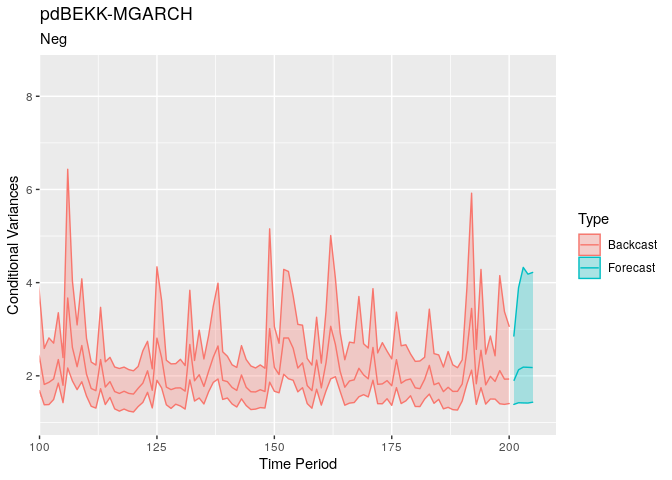 pdBEKK-MGARCH
Neg
8
6
4
2
Conditional Variances
100
125
150
175
200
Time Period
Type
Backcast
Forecast